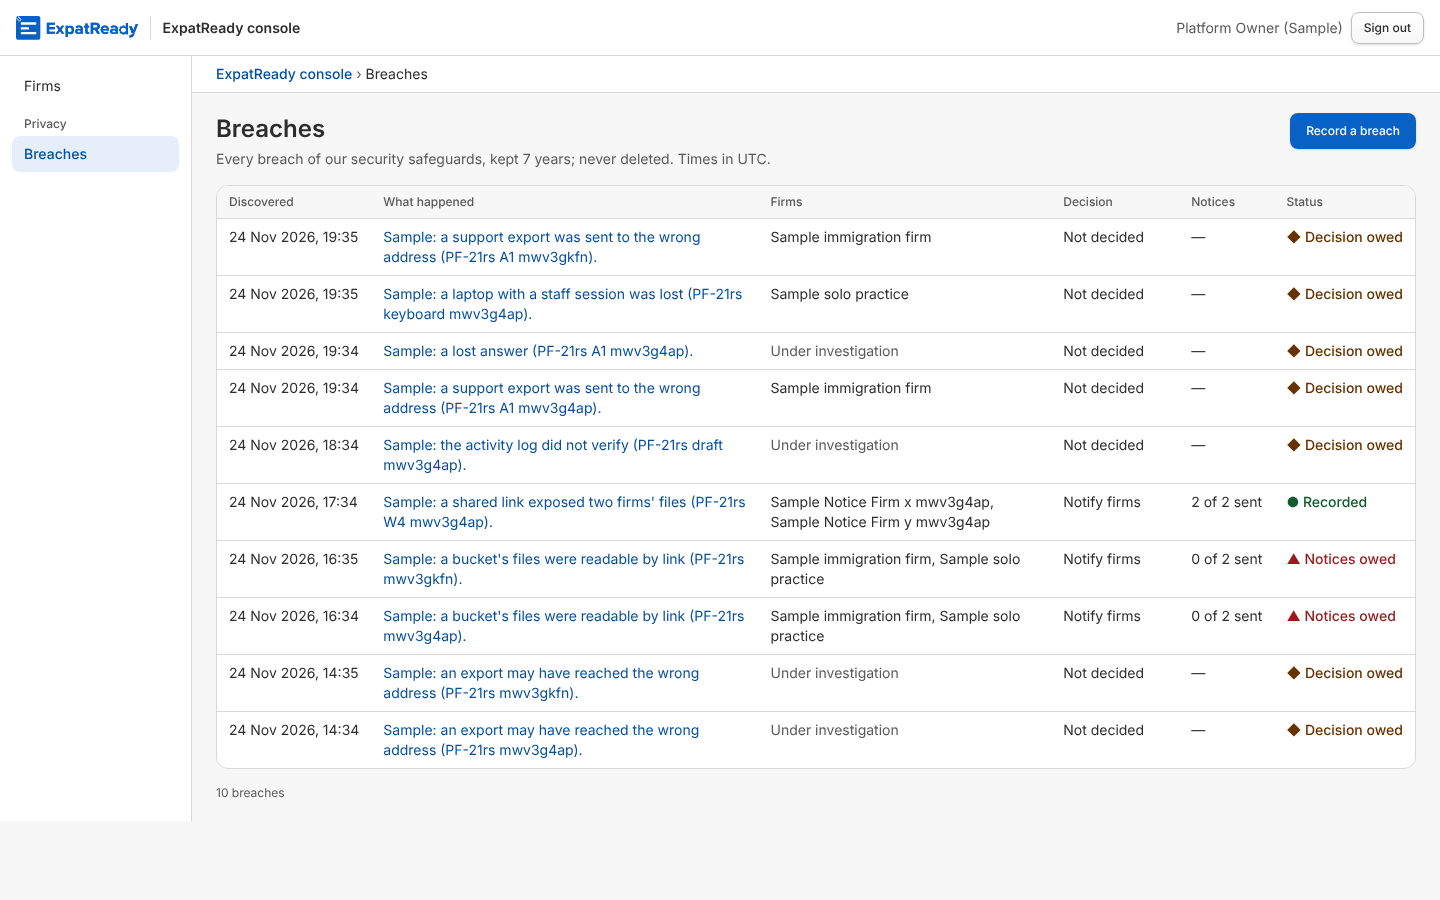 ExpatReady
ExpatReady console
Platform Owner (Sample)
Sign out
Firms
Privacy
Breaches
ExpatReady console › Breaches
Breaches
Record a breach
Every breach of our security safeguards, kept 7 years; never deleted. Times in UTC.
Discovered What happened Firms Decision Notices Status
24 Nov 2026, 19:35 Sample: a support export was sent to the wrong Sample immigration firm Not decided — ◆ Decision owed
address (PF-21rs A1 mwv3gkfn).
24 Nov 2026, 19:35 Sample: a laptop with a staff session was lost (PF-21rs Sample solo practice Not decided — ◆ Decision owed
keyboard mwv3g4ap).
24 Nov 2026, 19:34 Sample: a lost answer (PF-21rs A1 mwv3g4ap). Under investigation Not decided — ◆ Decision owed
24 Nov 2026, 19:34 Sample: a support export was sent to the wrong Sample immigration firm Not decided — ◆ Decision owed
address (PF-21rs A1 mwv3g4ap).
24 Nov 2026, 18:34 Sample: the activity log did not verify (PF-21rs draft Under investigation Not decided — ◆ Decision owed
mwv3g4ap).
24 Nov 2026, 17:34 Sample: a shared link exposed two firms' files (PF-21rs Sample Notice Firm x mwv3g4ap, Notify firms 2 of 2 sent ● Recorded
W4 mwv3g4ap). Sample Notice Firm y mwv3g4ap
24 Nov 2026, 16:35 Sample: a bucket's files were readable by link (PF-21rs Sample immigration firm, Sample solo Notify firms 0 of 2 sent ▲ Notices owed
mwv3gkfn). practice
24 Nov 2026, 16:34 Sample: a bucket's files were readable by link (PF-21rs Sample immigration firm, Sample solo Notify firms 0 of 2 sent ▲ Notices owed
mwv3g4ap). practice
24 Nov 2026, 14:35 Sample: an export may have reached the wrong Under investigation Not decided — ◆ Decision owed
address (PF-21rs mwv3gkfn).
24 Nov 2026, 14:34 Sample: an export may have reached the wrong Under investigation Not decided — ◆ Decision owed
address (PF-21rs mwv3g4ap).
10 breaches